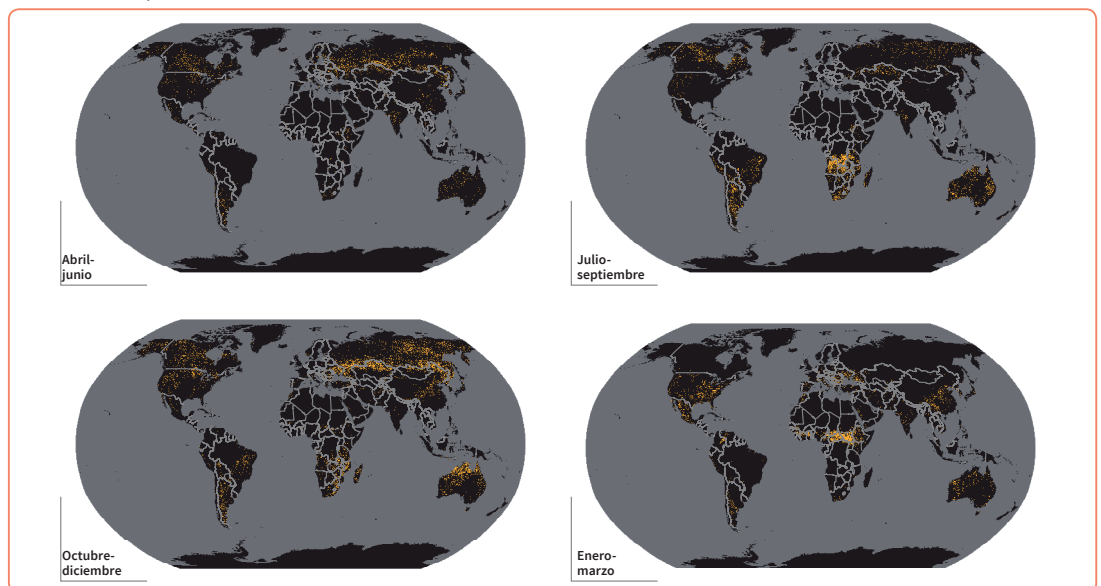 Abril-
junio
Julio-
septiembre
Octubre-
diciembre
Enero-
marzo